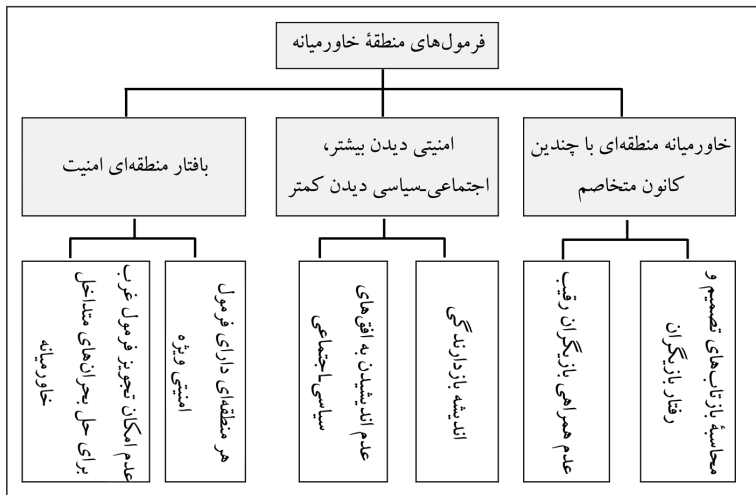 فرمول‌های منطقهٔ خاورمیانه
خاورمیانه منطقه‌ای با چندین
کانون متخاصم
امنیتی دیدن بیشتر،
اجتماعی-سیاسی دیدن کمتر
بافتار منطقه‌ای امنیت
محاسبهٔ بازتاب‌های تصمیم و
رفتار بازیگران
عدم همراهی بازیگران رقیب
اندیشه بازدارندگی
عدم اندیشیدن به افق‌های
سیاسی-اجتماعی
هر منطقه‌ای دارای فرمول
امنیتی ویژه
عدم امکان تجویز فرمول غرب
برای حل بحران‌های متداخل
خاورمیانه